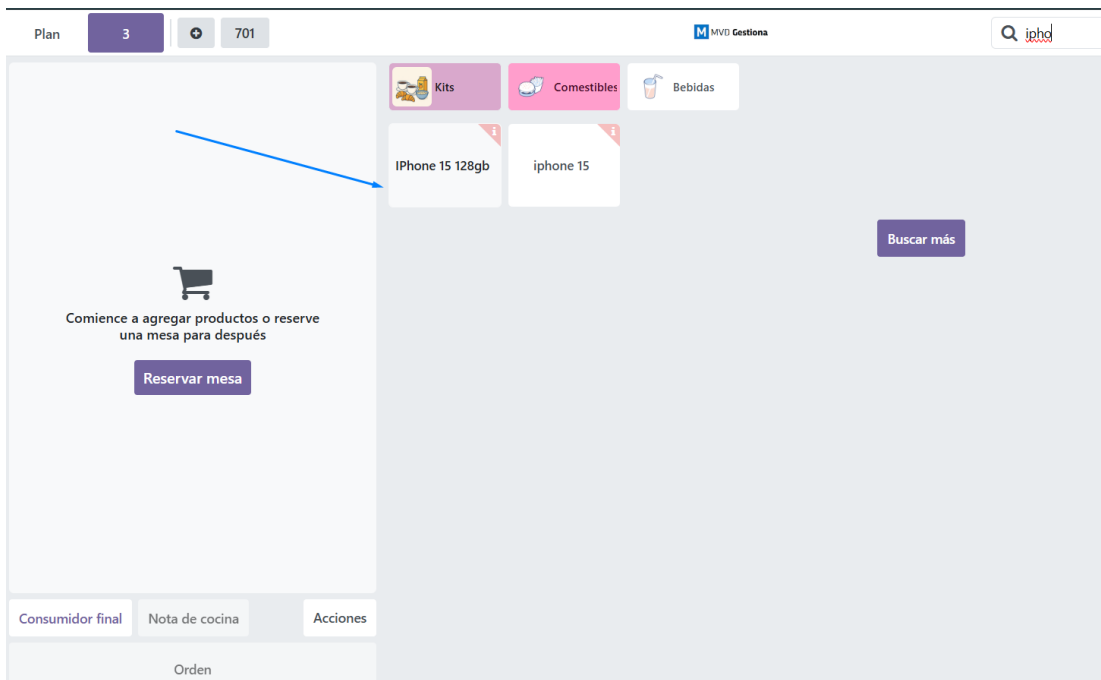 Plan
3
701
M MVD Gestiona
ipho
Kits
Comestibles
Bebidas
IPhone 15 128gb
iphone 15
Buscar más
Comience a agregar productos o reserve
una mesa para después
Reservar mesa
Consumidor final
Nota de cocina
Acciones
Orden